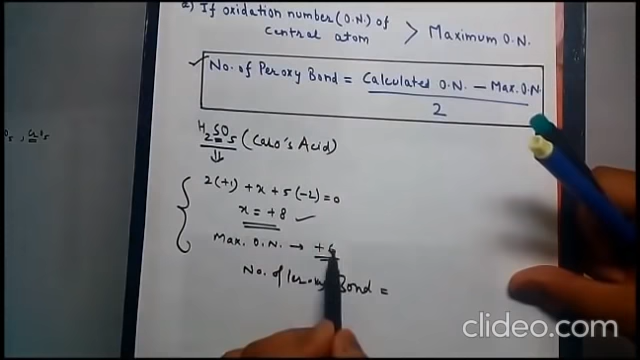 a) If oxidation number (O.N.) of
central atom > Maximum O.N.
No. of Peroxy Bond = Calculated O.N. − Max. O.N.
2
H₂SO₅ (Caro's Acid)
2(+1) + x + 5(-2) = 0
x = +8
Max. O.N. → +6
No. of Peroxy Bond =
clideo.com